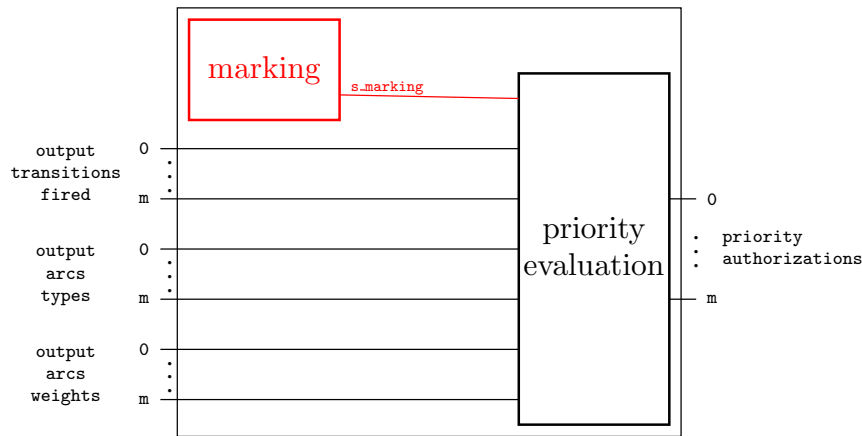 marking
s_marking
output
transitions
fired
0
m
output
arcs
types
0
m
output
arcs
weights
0
m
priority
evaluation
0
m
priority
authorizations